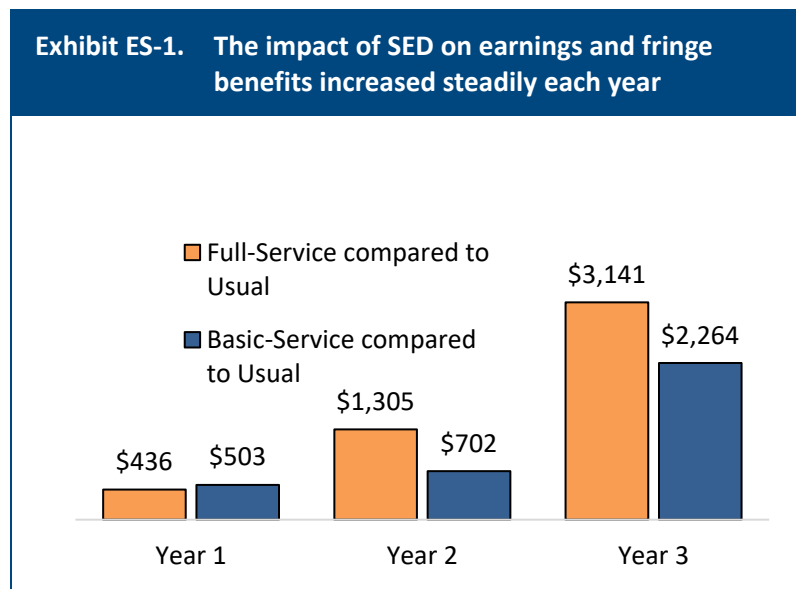 Exhibit ES-1. The impact of SED on earnings and fringe
benefits increased steadily each year
Full-Service compared to
Usual
Basic-Service compared
to Usual
$436
$503
$1,305
$702
$3,141
$2,264
Year 1
Year 2
Year 3